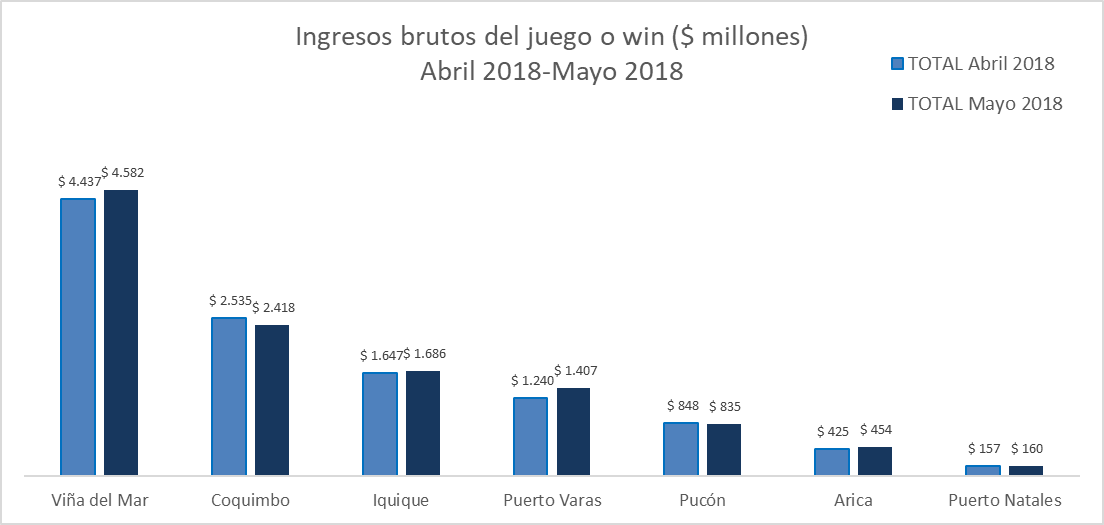 Ingresos brutos del juego o win ($ millones)
Abril 2018-Mayo 2018
TOTAL Abril 2018
TOTAL Mayo 2018
$ 4.437 $ 4.582
$ 2.535 $ 2.418
$ 1.647 $ 1.686
$ 1.240 $ 1.407
$ 848 $ 835
$ 425 $ 454
$ 157 $ 160
Viña del Mar Coquimbo Iquique Puerto Varas Pucón Arica Puerto Natales